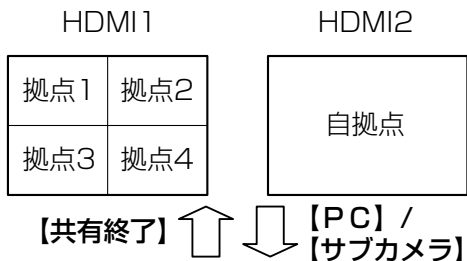 HDMI1 HDMI2
拠点1 拠点2
自拠点
拠点3 拠点4
【共有終了】
【PC】/
【サブカメラ】